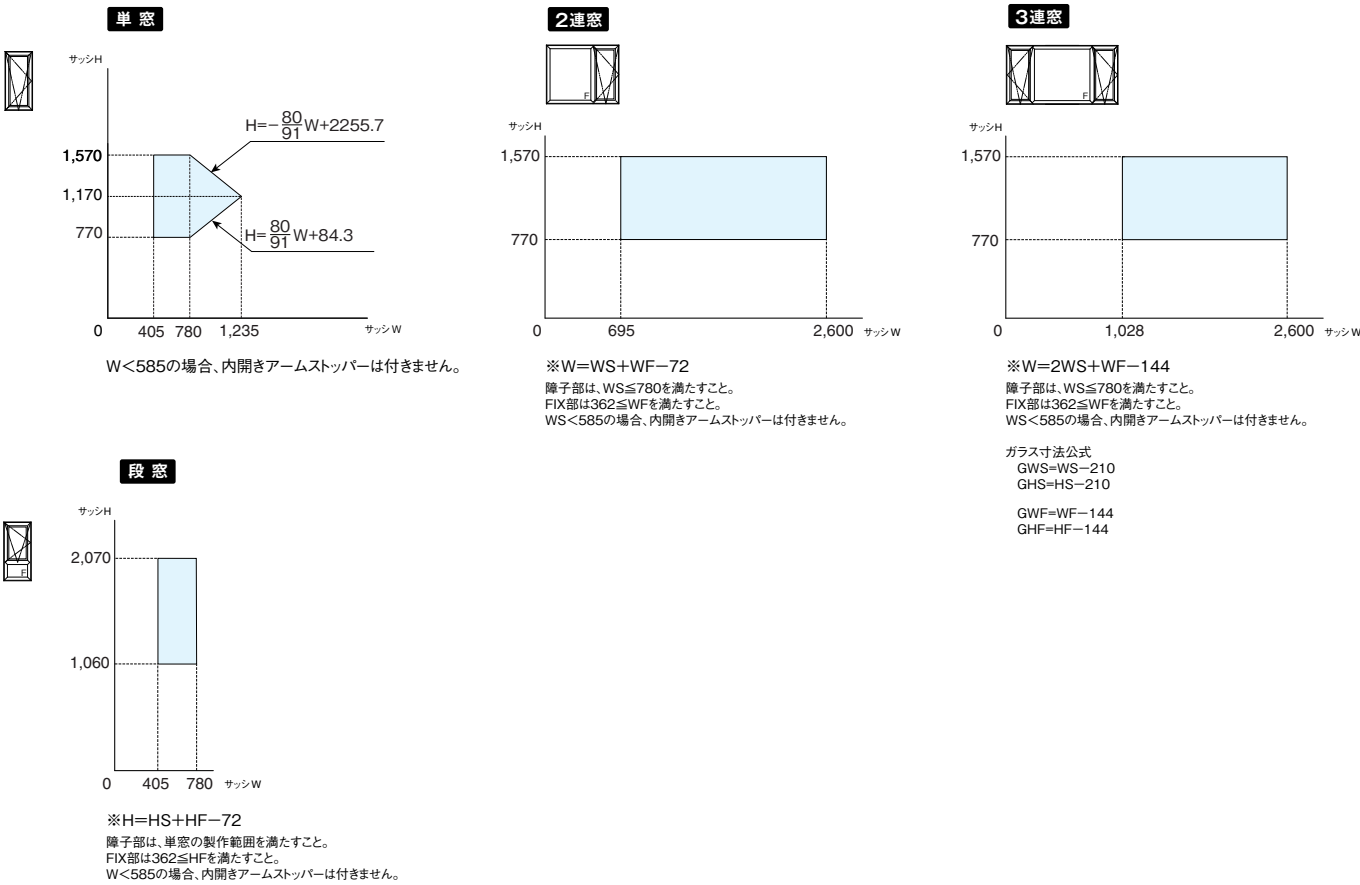 単 窓
サッシH
1,570
1,170
770
0
405
780
1,235
サッシW
H=−80/91W+2255.7
H=80/91W+84.3
W<585の場合、内開きアームストッパーは付きません。
2連窓
F
サッシH
1,570
770
0
695
2,600
サッシW
※W=WS+WF−72
障子部は、WS≦780を満たすこと。
FIX部は362≦WFを満たすこと。
WS<585の場合、内開きアームストッパーは付きません。
3連窓
F
サッシH
1,570
770
0
1,028
2,600
サッシW
※W=2WS+WF−144
障子部は、WS≦780を満たすこと。
FIX部は362≦WFを満たすこと。
WS<585の場合、内開きアームストッパーは付きません。
ガラス寸法公式
GWS=WS−210
GHS=HS−210
GWF=WF−144
GHF=HF−144
段 窓
F
サッシH
2,070
1,060
0
405
780
サッシW
※H=HS+HF−72
障子部は、単窓の製作範囲を満たすこと。
FIX部は362≦HFを満たすこと。
W<585の場合、内開きアームストッパーは付きません。